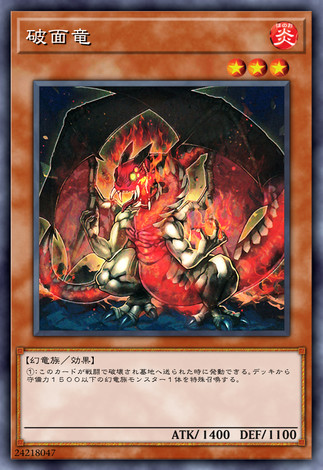 破面竜
ほのお
炎
【幻竜族／効果】
①：このカードが戦闘で破壊され墓地へ送られた時に発動できる。デッキから
守備力１５００以下の幻竜族モンスター１体を特殊召喚する。
ATK/ 1400 DEF/ 1100
24218047